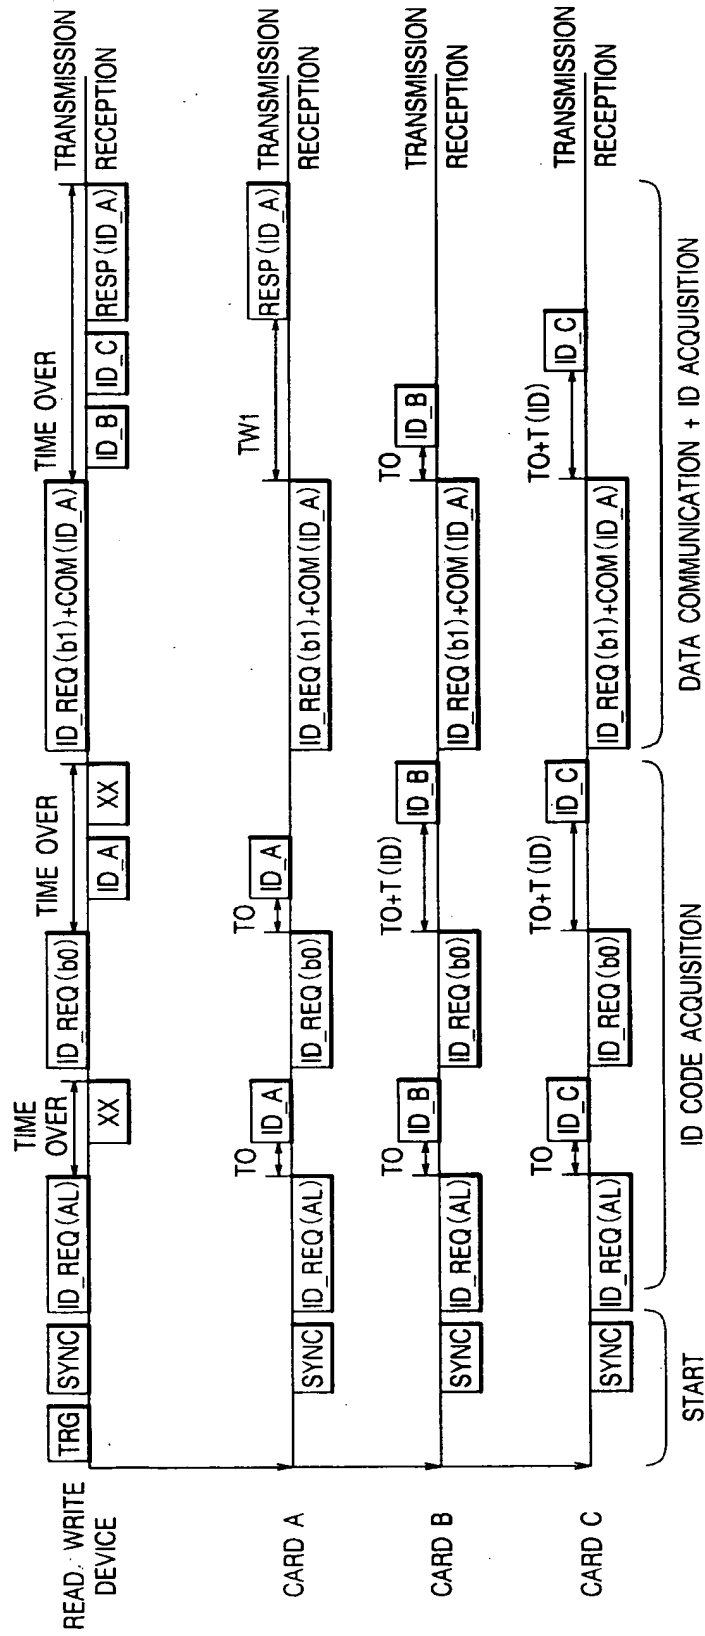 READ. WRITE
DEVICE
TRG
SYNC
ID_REQ(AL)
TIME
OVER
XX
ID_REQ(b0)
TIME OVER
ID_A
XX
ID_REQ(b1)+COM(ID_A)
TIME OVER
ID_B
ID_C
RESP(ID_A)
TRANSMISSION
RECEPTION
CARD A
SYNC
ID_REQ(AL)
TO
ID_A
ID_REQ(b0)
TO
ID_A
ID_REQ(b1)+COM(ID_A)
TW1
RESP(ID_A)
TRANSMISSION
RECEPTION
CARD B
SYNC
ID_REQ(AL)
TO
ID_B
ID_REQ(b0)
TO+T(ID)
ID_B
ID_REQ(b1)+COM(ID_A)
TO
ID_B
TRANSMISSION
RECEPTION
CARD C
SYNC
ID_REQ(AL)
TO
ID_C
ID_REQ(b0)
TO+T(ID)
ID_C
ID_REQ(b1)+COM(ID_A)
TO+T(ID)
ID_C
TRANSMISSION
RECEPTION
START
ID CODE ACQUISITION
DATA COMMUNICATION + ID ACQUISITION